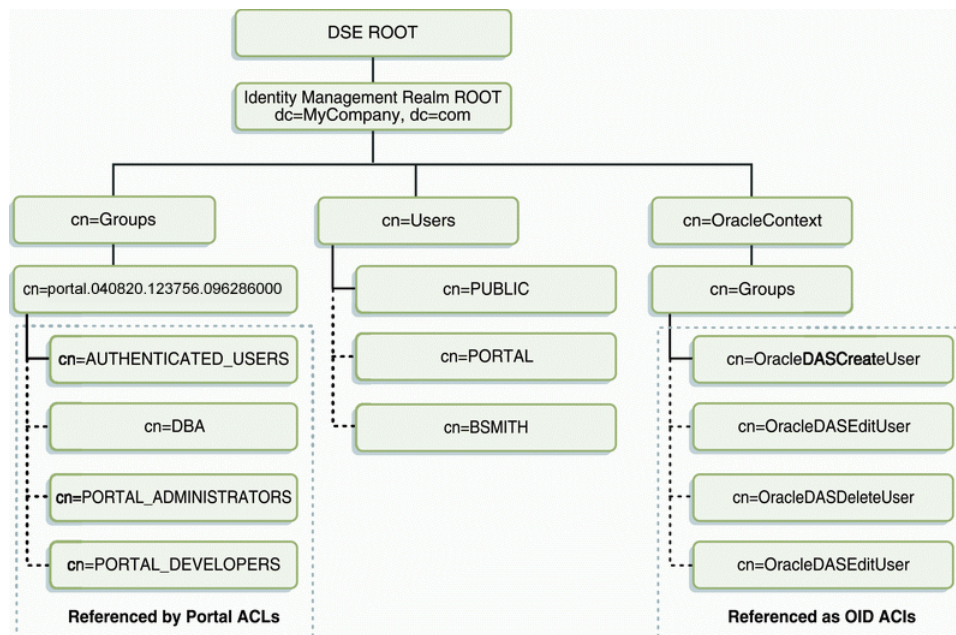 DSE ROOT
Identity Management Realm ROOT
dc=MyCompany, dc=com
cn=Groups
cn=Users
cn=OracleContext
cn=portal.040820.123756.096286000
cn=PUBLIC
cn=Groups
cn=AUTHENTICATED_USERS
cn=PORTAL
cn=OracleDASCreateUser
cn=DBA
cn=BSMITH
cn=OracleDASEditUser
cn=PORTAL_ADMINISTRATORS
cn=OracleDASDeleteUser
cn=PORTAL_DEVELOPERS
cn=OracleDASEditUser
Referenced by Portal ACLs
Referenced as OID ACIs